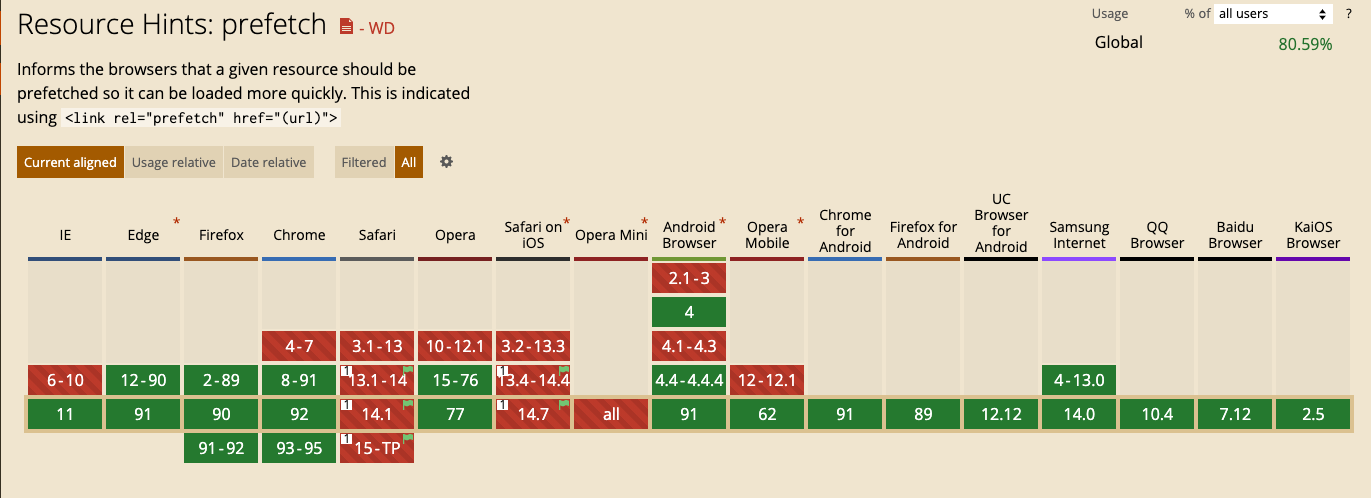 Resource Hints: prefetch - WD
Usage % of all users ?
Global 80.59%
Informs the browsers that a given resource should be
prefetched so it can be loaded more quickly. This is indicated
using <link rel="prefetch" href="(url)">
Current aligned Usage relative Date relative Filtered All
IE Edge * Firefox Chrome Safari Opera Safari on iOS * Opera Mini * Android Browser * Opera Mobile * Chrome for Android Firefox for Android UC Browser for Android Samsung Internet QQ Browser Baidu Browser KaiOS Browser
2.1-3
4
4-7 3.1-13 10-12.1 3.2-13.3 4.1-4.3
6-10 12-90 2-89 8-91 1 13.1-14 15-76 1 13.4-14.4 4.4-4.4.4 12-12.1 4-13.0
11 91 90 92 1 14.1 77 1 14.7 all 91 62 91 89 12.12 14.0 10.4 7.12 2.5
91-92 93-95 1 15-TP